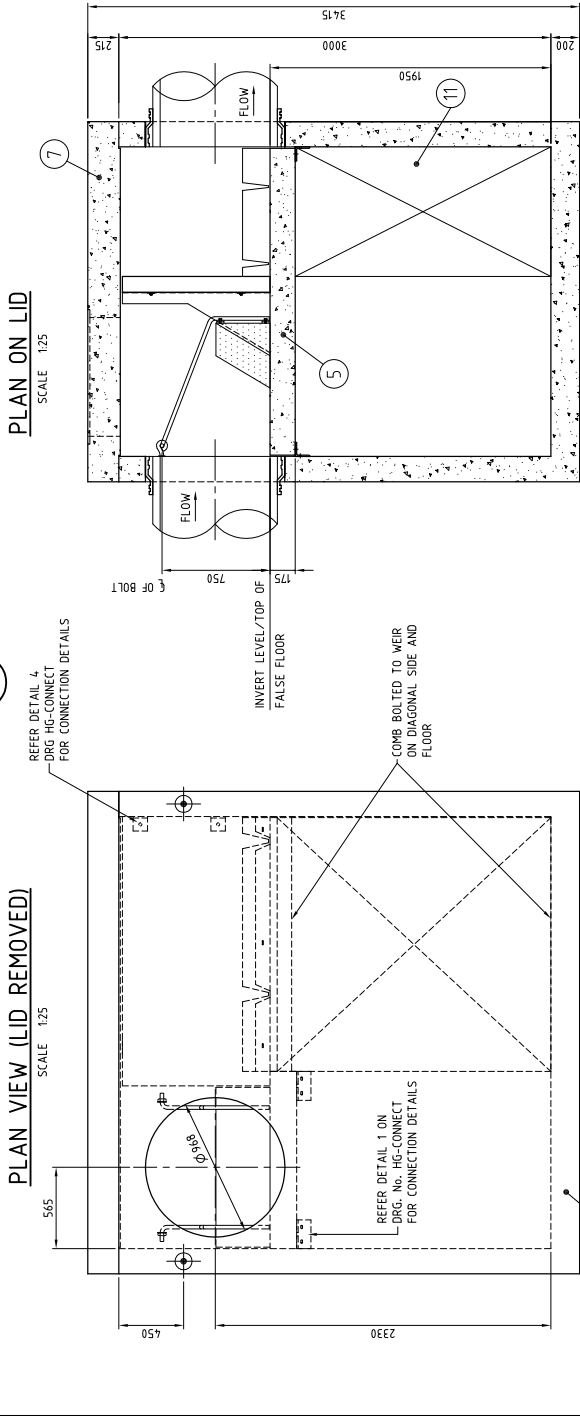 PLAN VIEW (LID REMOVED)
SCALE 1:25
PLAN ON LID
SCALE 1:25
565
450
2330
Φ968
REFER DETAIL 4
DRG HG-CONNECT
FOR CONNECTION DETAILS
REFER DETAIL 1 ON
DRG. No. HG-CONNECT
FOR CONNECTION DETAILS
COMB BOLTED TO WEIR
ON DIAGONAL SIDE AND
FLOOR
INVERT LEVEL/TOP OF
FALSE FLOOR
℄ OF BOLT
750
175
FLOW
FLOW
7
5
11
215
3000
1950
200
3415